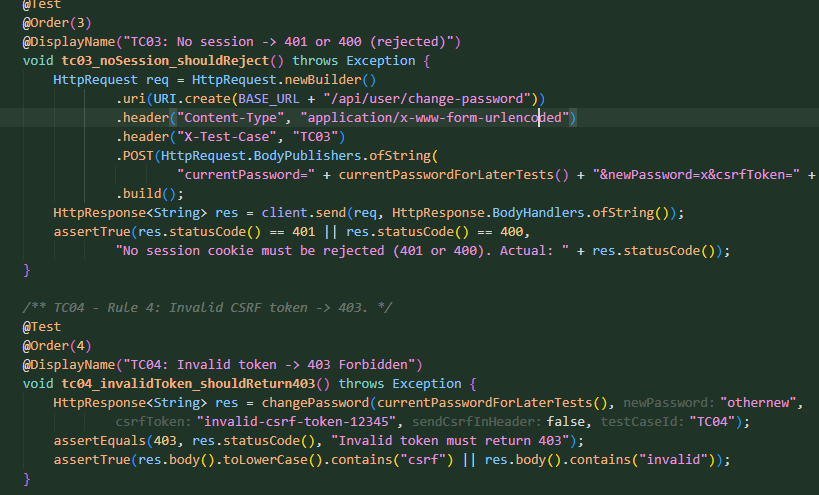 @Test
@Order(3)
@DisplayName("TC03: No session -> 401 or 400 (rejected)")
void tc03_noSession_shouldReject() throws Exception {
HttpRequest req = HttpRequest.newBuilder()
.uri(URI.create(BASE_URL + "/api/user/change-password"))
.header("Content-Type", "application/x-www-form-urlencoded")
.header("X-Test-Case", "TC03")
.POST(HttpRequest.BodyPublishers.ofString(
"currentPassword=" + currentPasswordForLaterTests() + "&newPassword=x&csrfToken=" +
.build();
HttpResponse<String> res = client.send(req, HttpResponse.BodyHandlers.ofString());
assertTrue(res.statusCode() == 401 || res.statusCode() == 400,
"No session cookie must be rejected (401 or 400). Actual: " + res.statusCode());
}
/** TC04 - Rule 4: Invalid CSRF token -> 403. */
@Test
@Order(4)
@DisplayName("TC04: Invalid token -> 403 Forbidden")
void tc04_invalidToken_shouldReturn403() throws Exception {
HttpResponse<String> res = changePassword(currentPasswordForLaterTests(), newPassword: "othernew",
csrfToken: "invalid-csrf-token-12345", sendCsrfInHeader: false, testCaseId: "TC04");
assertEquals(403, res.statusCode(), "Invalid token must return 403");
assertTrue(res.body().toLowerCase().contains("csrf") || res.body().contains("invalid"));
}